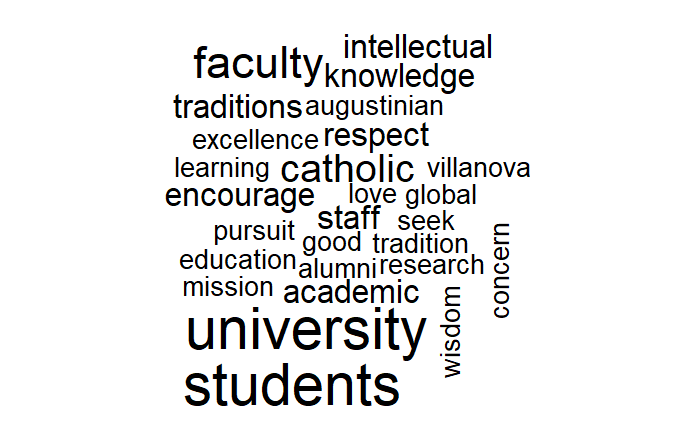 intellectual
faculty
knowledge
traditions augustinian
excellence respect
learning catholic villanova
encourage love global
staff seek
pursuit good tradition
education alumni research
concern
mission academic
wisdom
university
students